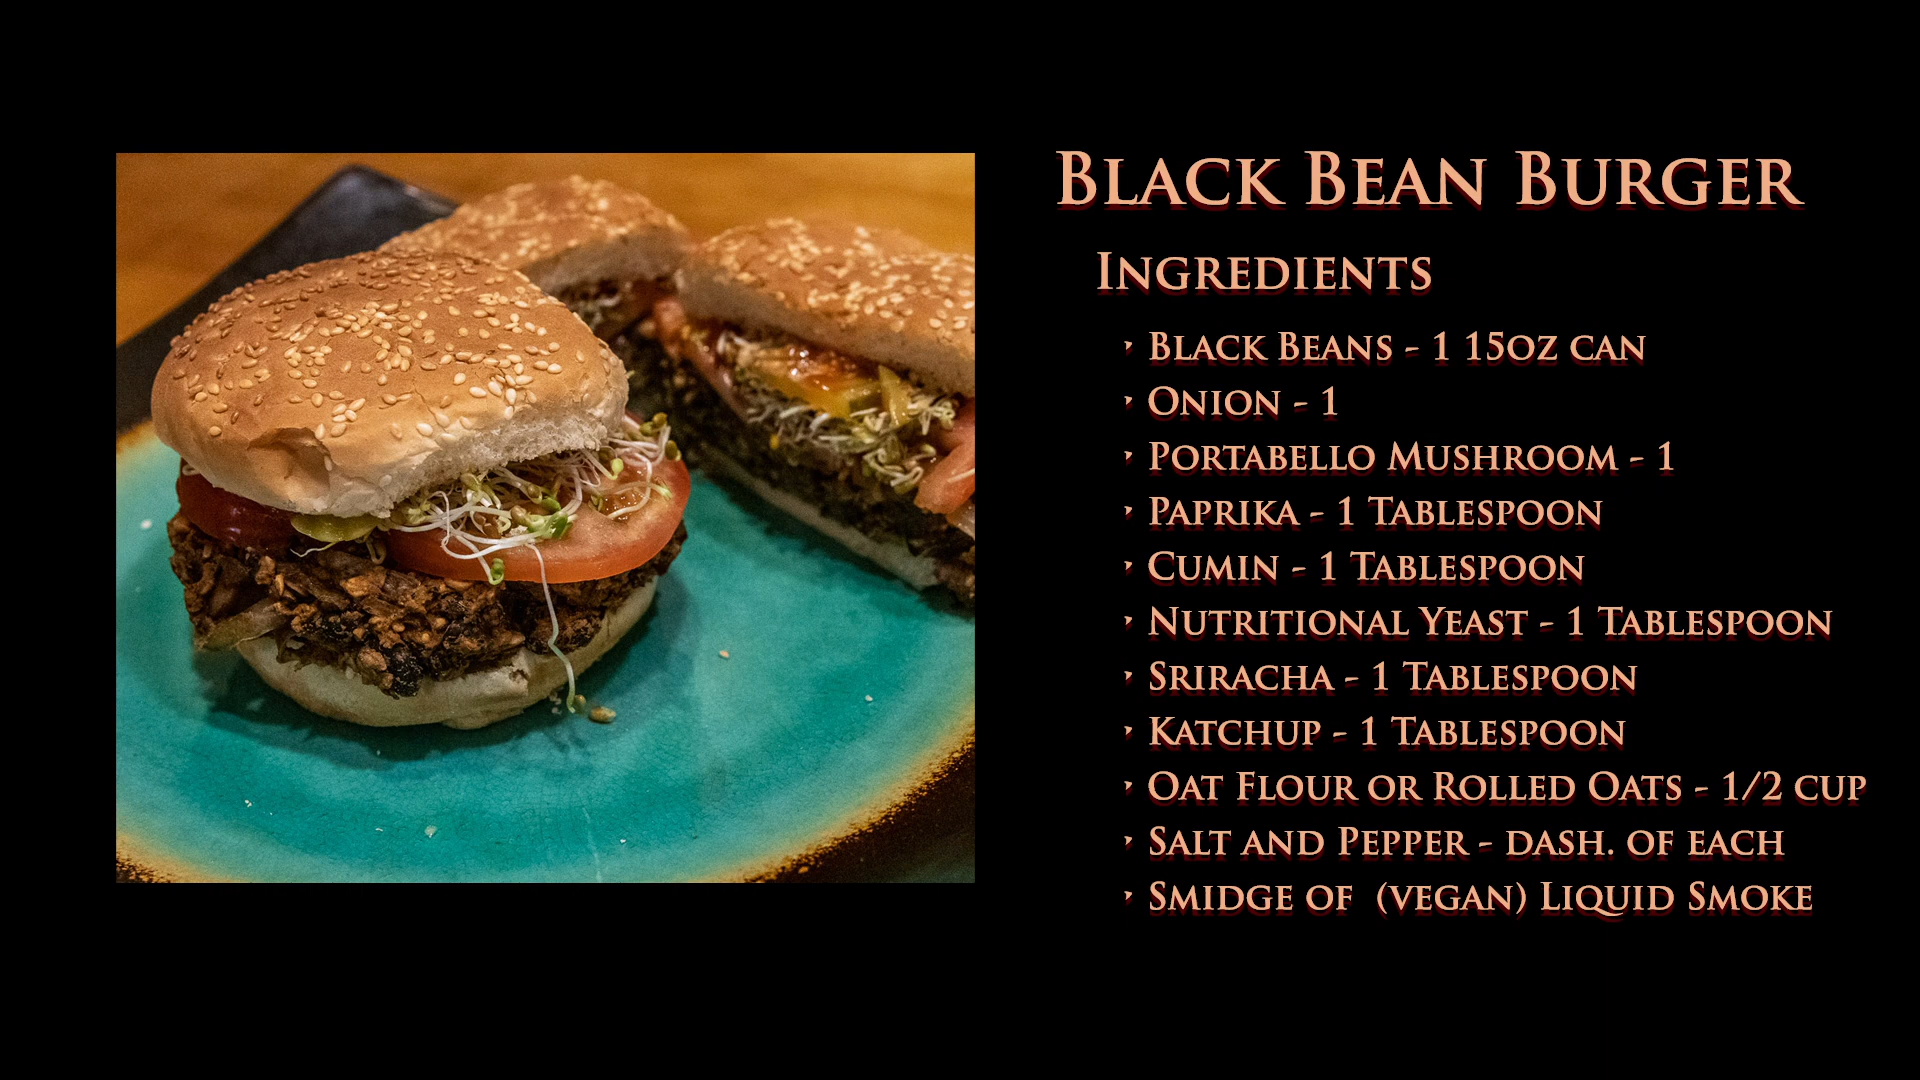 Black Bean Burger
Ingredients
‣ Black Beans - 1 15oz can
‣ Onion - 1
‣ Portabello Mushroom - 1
‣ Paprika - 1 Tablespoon
‣ Cumin - 1 Tablespoon
‣ Nutritional Yeast - 1 Tablespoon
‣ Sriracha - 1 Tablespoon
‣ Katchup - 1 Tablespoon
‣ Oat Flour or Rolled Oats - 1/2 cup
‣ Salt and Pepper - dash. of each
‣ Smidge of (vegan) Liquid Smoke